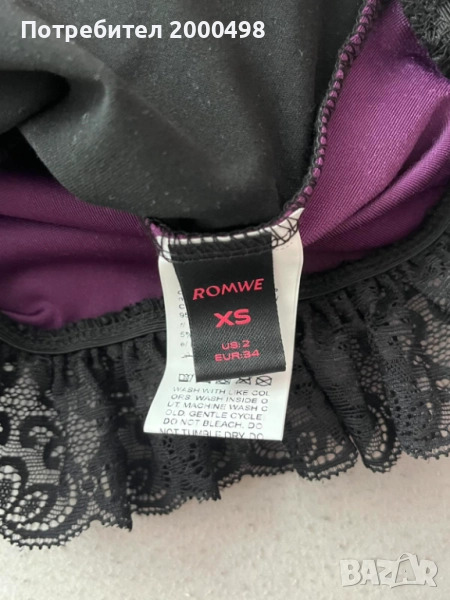 Потребител 2000498
ROMWE
XS
US:2
EUR:34
WASH WITH LIKE COL
ORS. WASH INSIDE O
UT. MACHINE WASH C
OLD. GENTLE CYCLE.
DO NOT BLEACH. DO
NOT TUMBLE DRY. DO
BAZAR